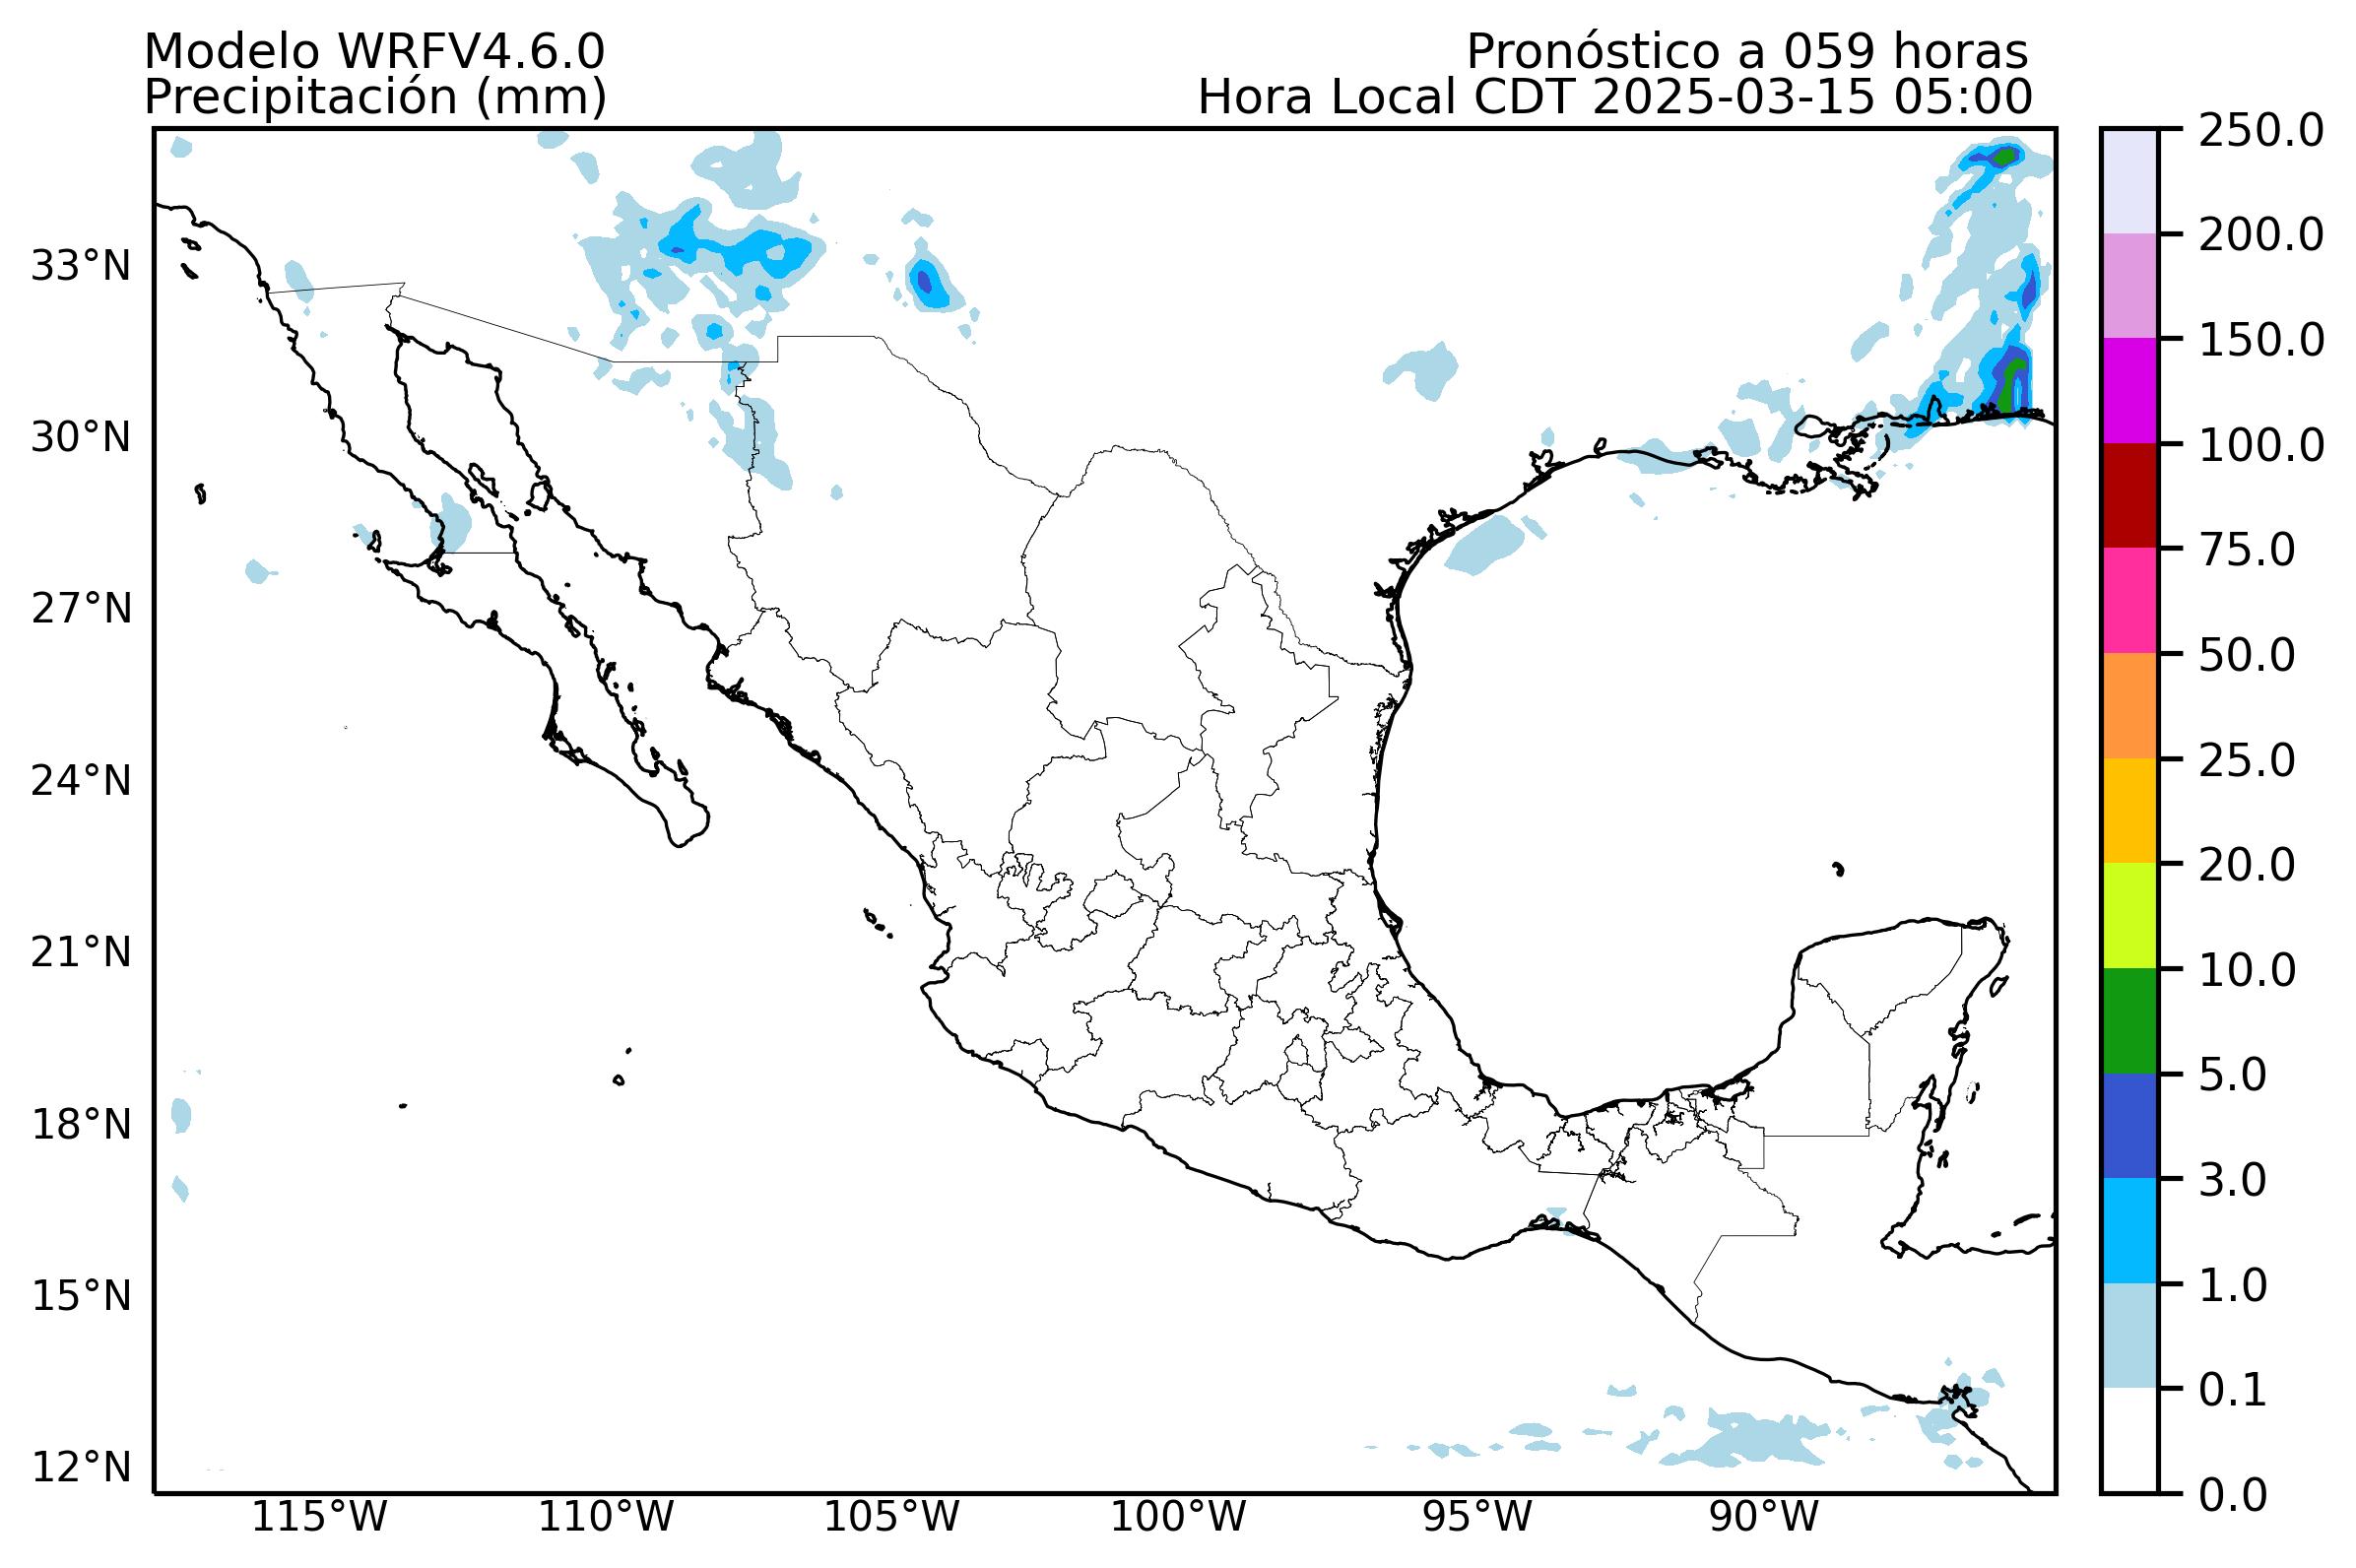 Modelo WRFV4.6.0
Pronóstico a 059 horas
Precipitación (mm)
Hora Local CDT 2025-03-15 05:00
33°N
30°N
27°N
24°N
21°N
18°N
15°N
12°N
115°W
110°W
105°W
100°W
95°W
90°W
250.0
200.0
150.0
100.0
75.0
50.0
25.0
20.0
10.0
5.0
3.0
1.0
0.1
0.0